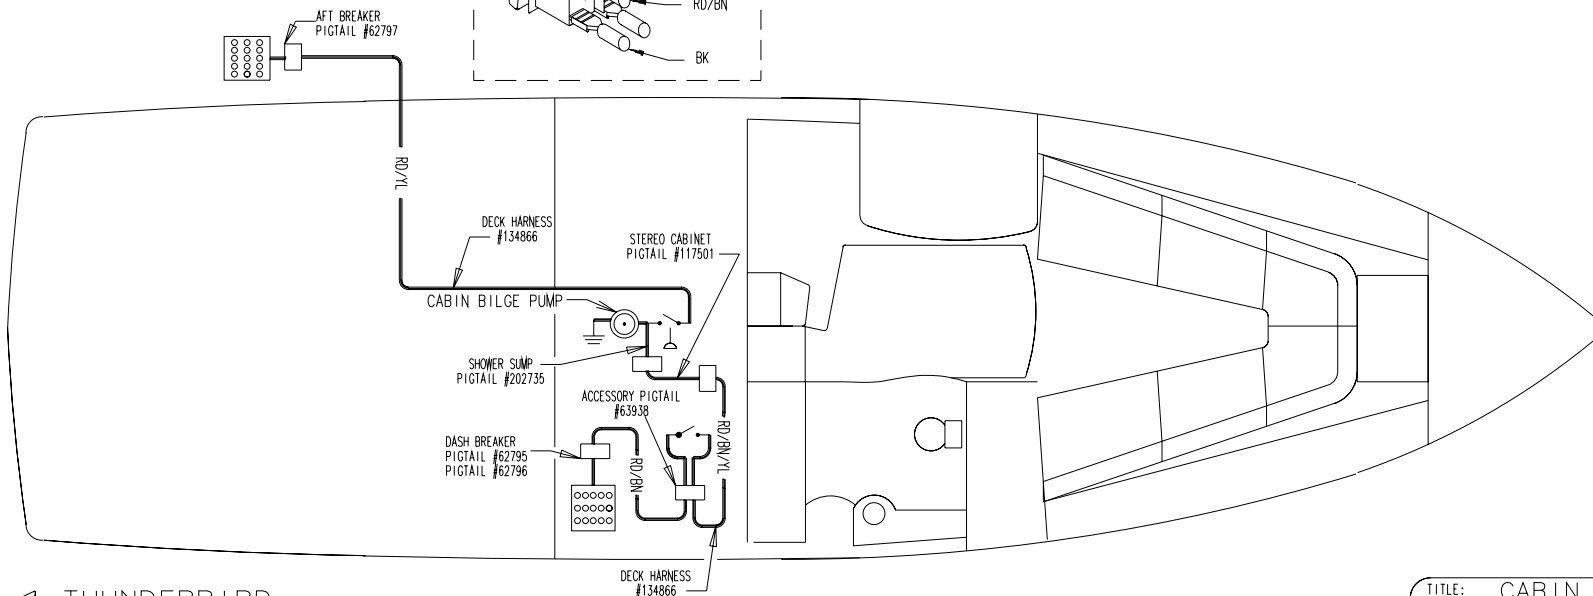 RD/BN
AFT BREAKER
PIGTAIL #62797
BK
RD/YL
DECK HARNESS
#134866
STEREO CABINET
PIGTAIL #117501
CABIN BILGE PUMP
SHOWER SUMP
PIGTAIL #202735
ACCESSORY PIGTAIL
#63938
DASH BREAKER
PIGTAIL #62795
PIGTAIL #62796
RD/BN
RD/BN/YL
DECK HARNESS
#134866
THUNDERBIRD
TITLE: CABIN